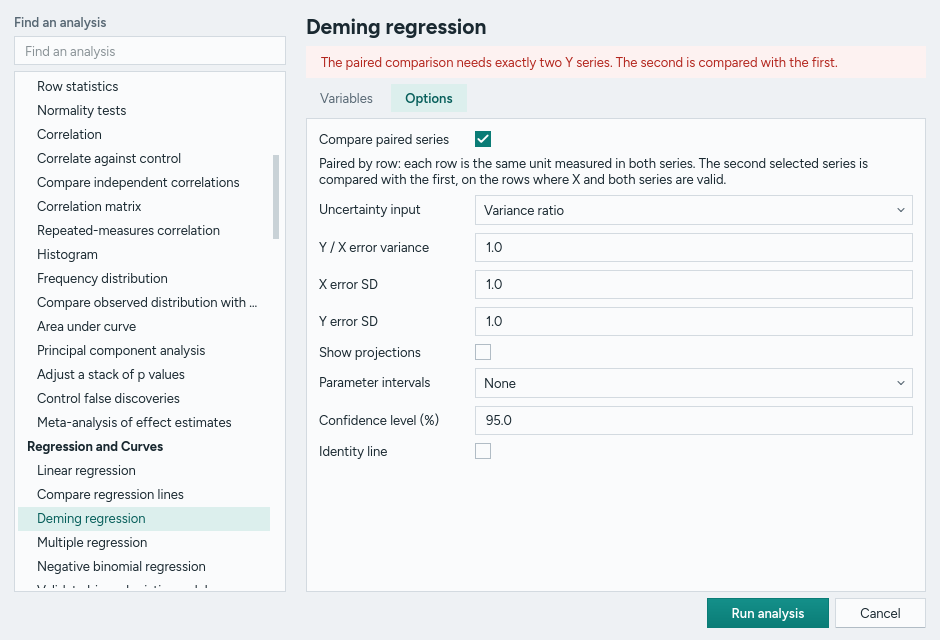 Find an analysis
Find an analysis
Row statistics
Normality tests
Correlation
Correlate against control
Compare independent correlations
Correlation matrix
Repeated-measures correlation
Histogram
Frequency distribution
Compare observed distribution with ...
Area under curve
Principal component analysis
Adjust a stack of p values
Control false discoveries
Meta-analysis of effect estimates
Regression and Curves
Linear regression
Compare regression lines
Deming regression
Multiple regression
Negative binomial regression
Deming regression
The paired comparison needs exactly two Y series. The second is compared with the first.
Variables
Options
Compare paired series
Paired by row: each row is the same unit measured in both series. The second selected series is
compared with the first, on the rows where X and both series are valid.
Uncertainty input
Variance ratio
Y / X error variance
1.0
X error SD
1.0
Y error SD
1.0
Show projections
Parameter intervals
None
Confidence level (%)
95.0
Identity line
Run analysis
Cancel